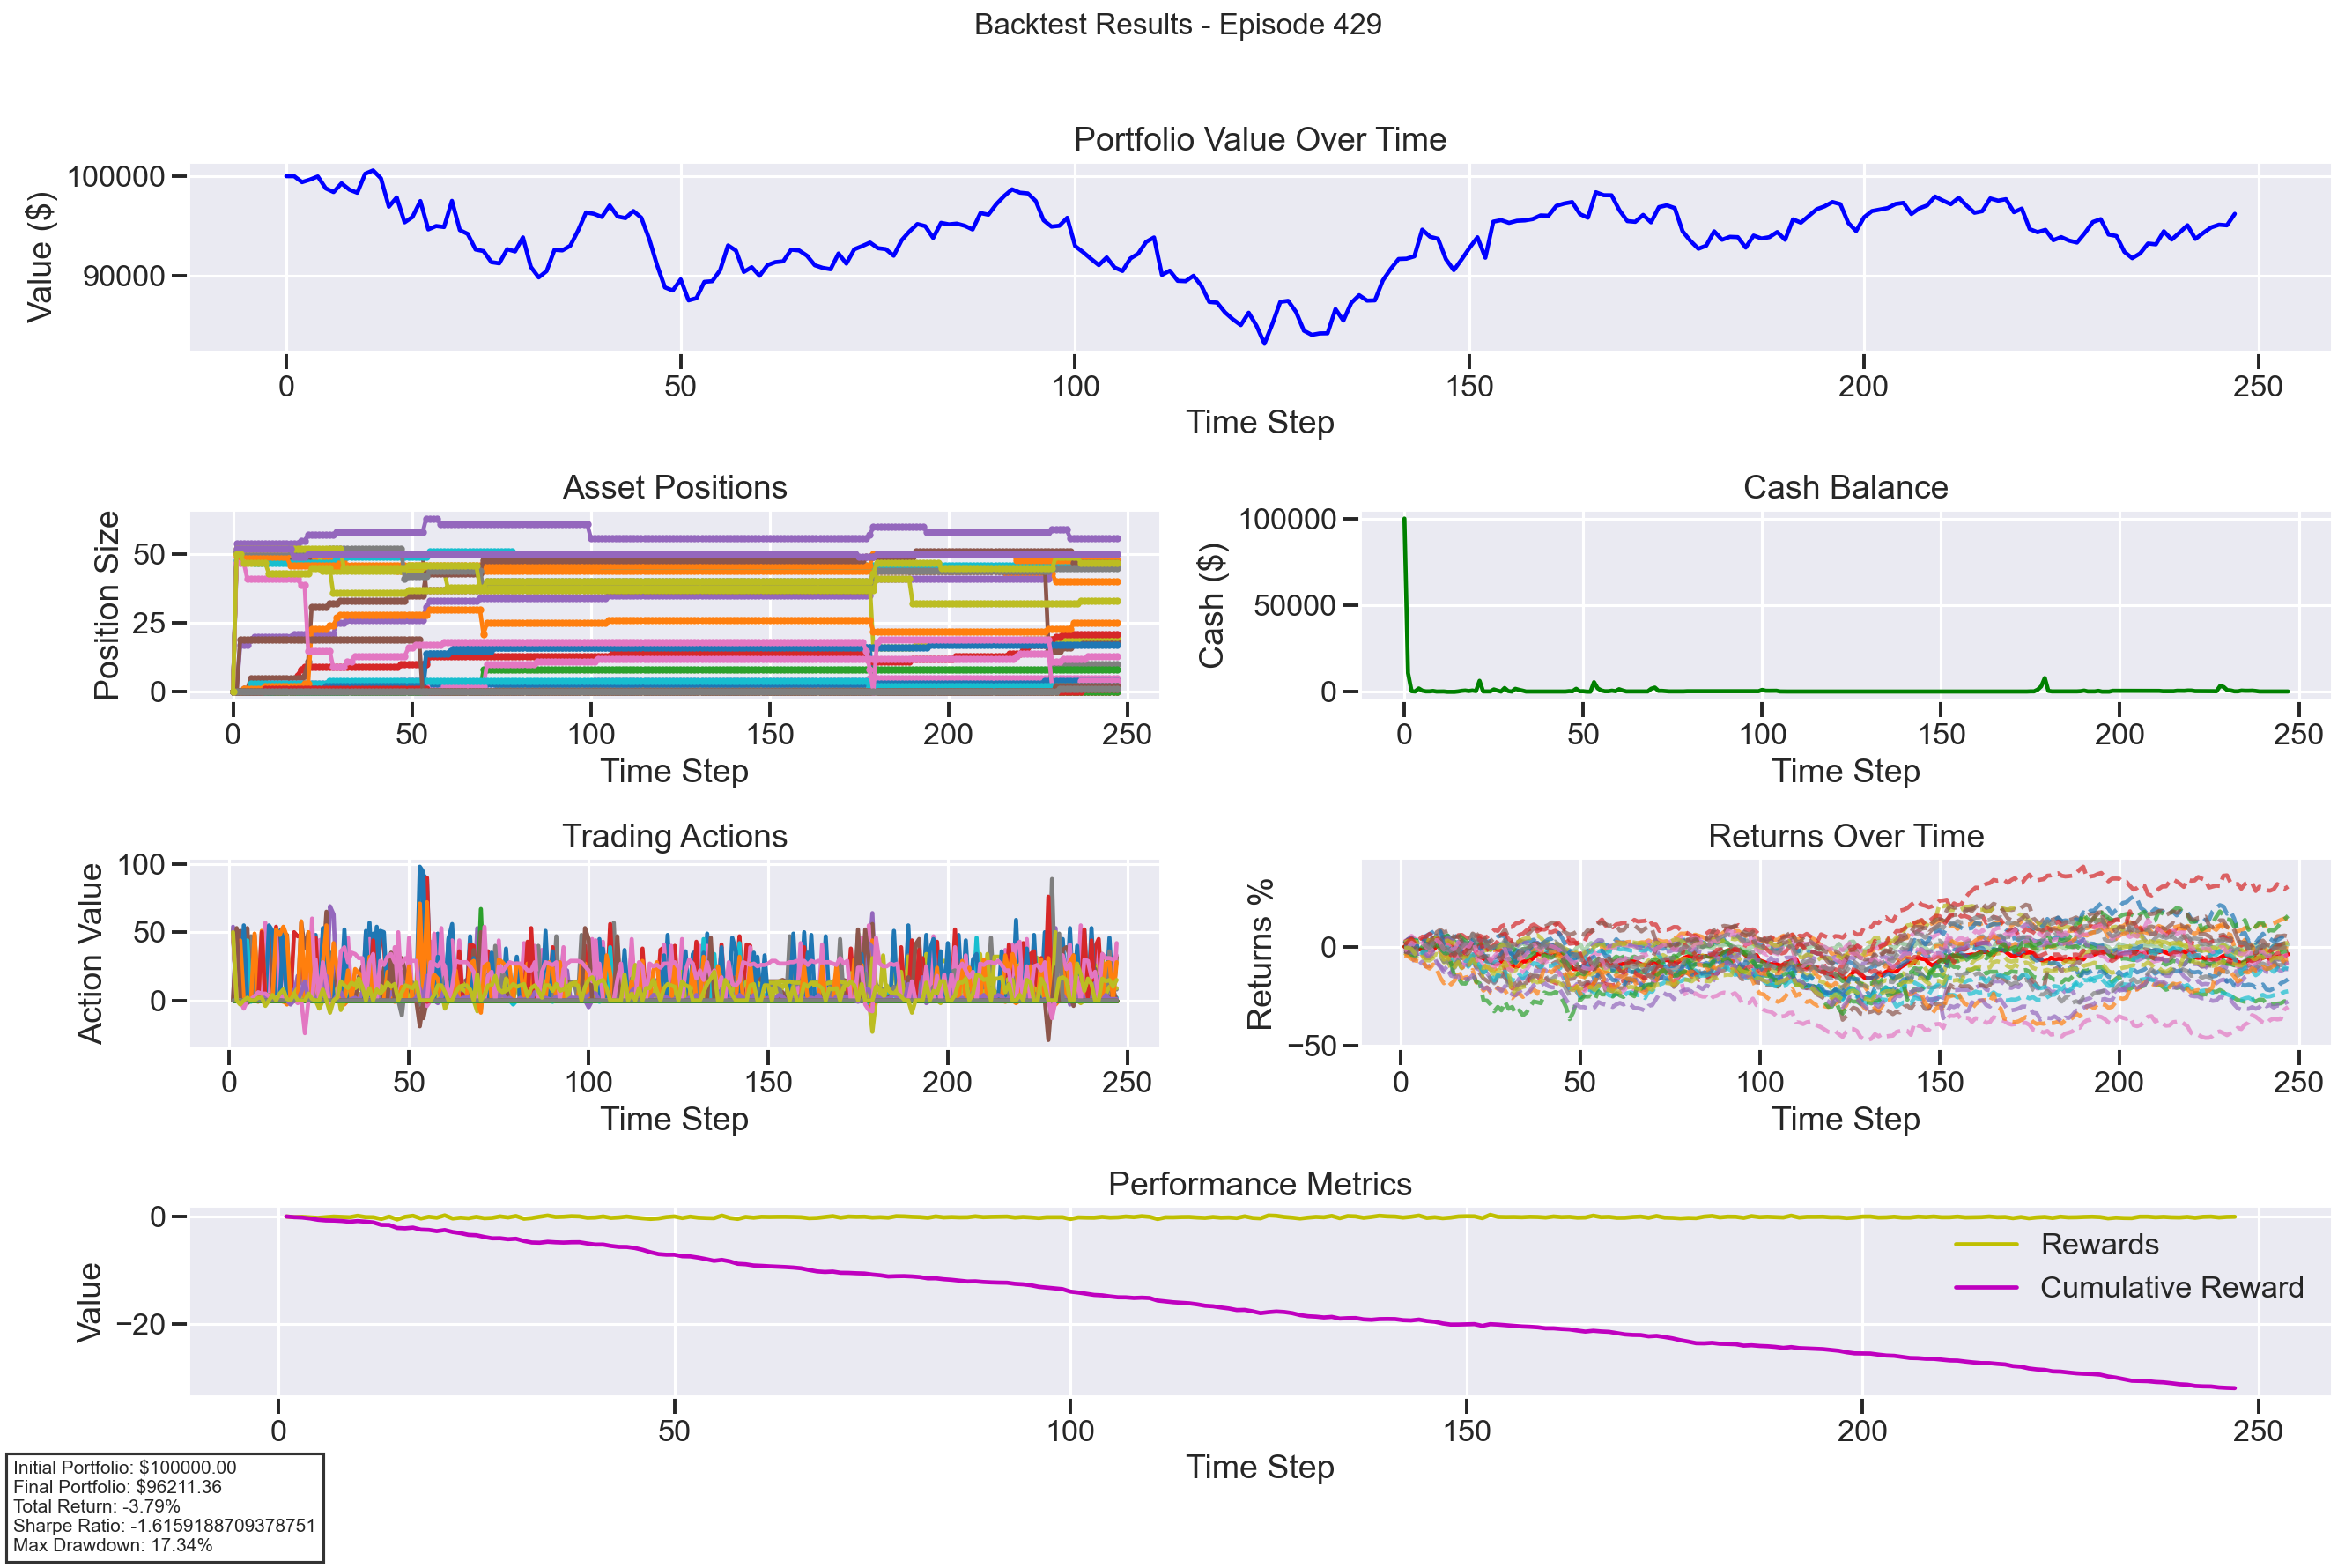 Backtest Results - Episode 429
Portfolio Value Over Time
Value ($)
100000
90000
0 50 100 150 200 250
Time Step
Asset Positions
Position Size
50
25
0
0 50 100 150 200 250
Time Step
Cash Balance
Cash ($)
100000
50000
0
0 50 100 150 200 250
Time Step
Trading Actions
Action Value
100
50
0
0 50 100 150 200 250
Time Step
Returns Over Time
Returns %
0
−50
0 50 100 150 200 250
Time Step
Performance Metrics
Value
0
−20
Rewards
Cumulative Reward
0 50 100 150 200 250
Time Step
Initial Portfolio: $100000.00
Final Portfolio: $96211.36
Total Return: -3.79%
Sharpe Ratio: -1.6159188709378751
Max Drawdown: 17.34%